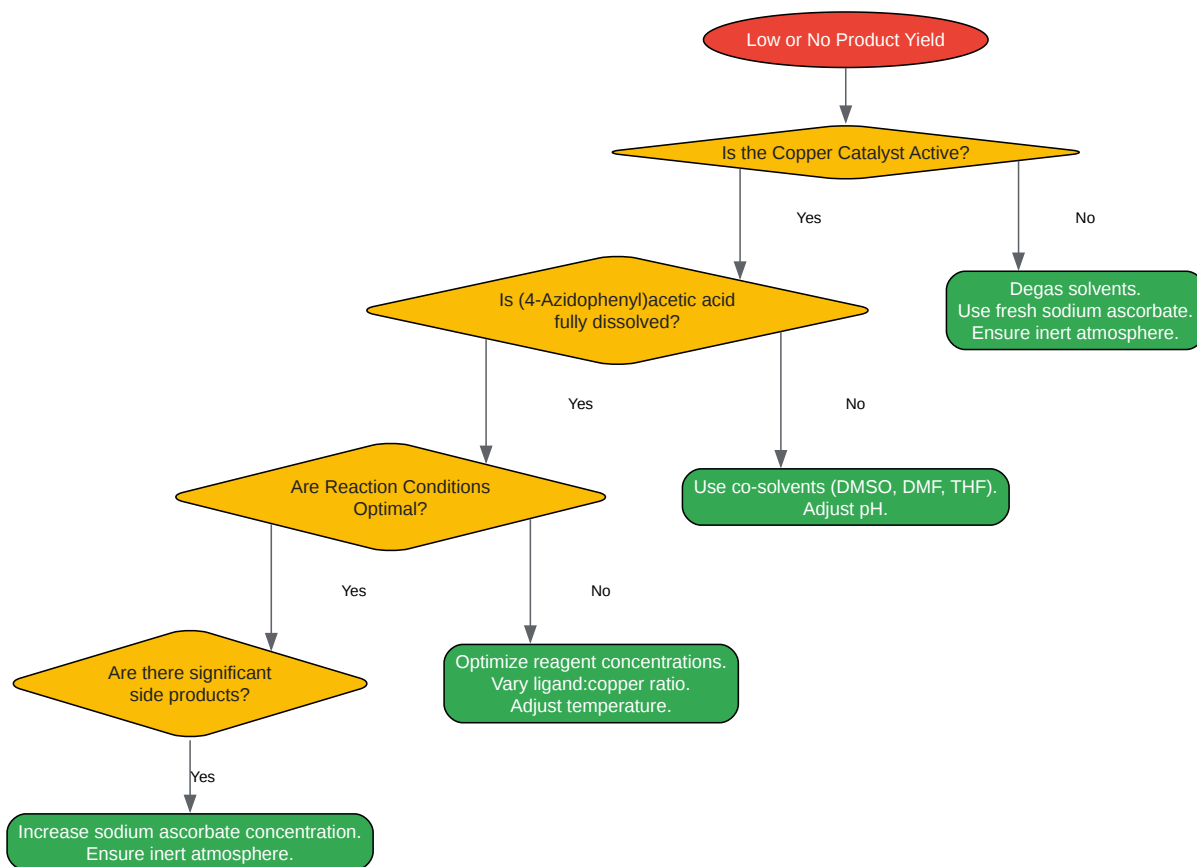 Low or No Product Yield
Is the Copper Catalyst Active?
Yes
No
Is (4-Azidophenyl)acetic acid
fully dissolved?
Degas solvents.
Use fresh sodium ascorbate.
Ensure inert atmosphere.
Yes
No
Are Reaction Conditions
Optimal?
Use co-solvents (DMSO, DMF, THF).
Adjust pH.
Yes
No
Are there significant
side products?
Optimize reagent concentrations.
Vary ligand:copper ratio.
Adjust temperature.
Yes
Increase sodium ascorbate concentration.
Ensure inert atmosphere.